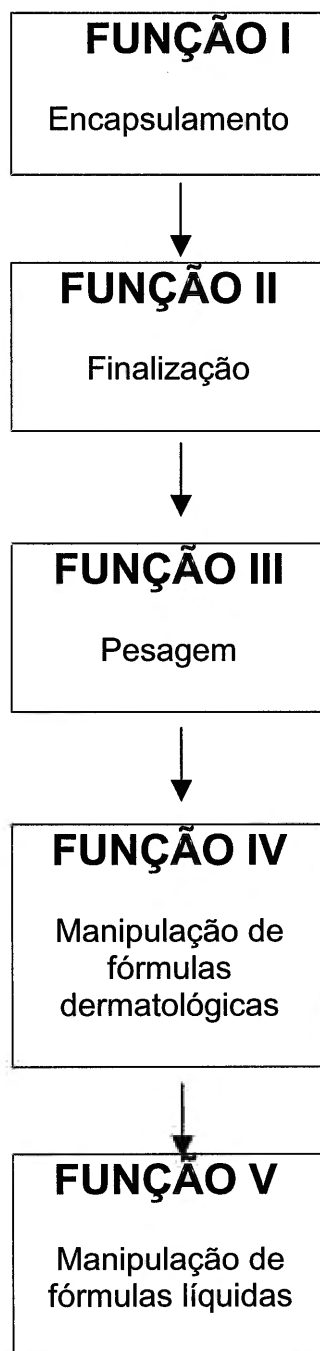 FUNÇÃO I
Encapsulamento
FUNÇÃO II
Finalização
FUNÇÃO III
Pesagem
FUNÇÃO IV
Manipulação de
fórmulas
dermatológicas
FUNÇÃO V
Manipulação de
fórmulas líquidas